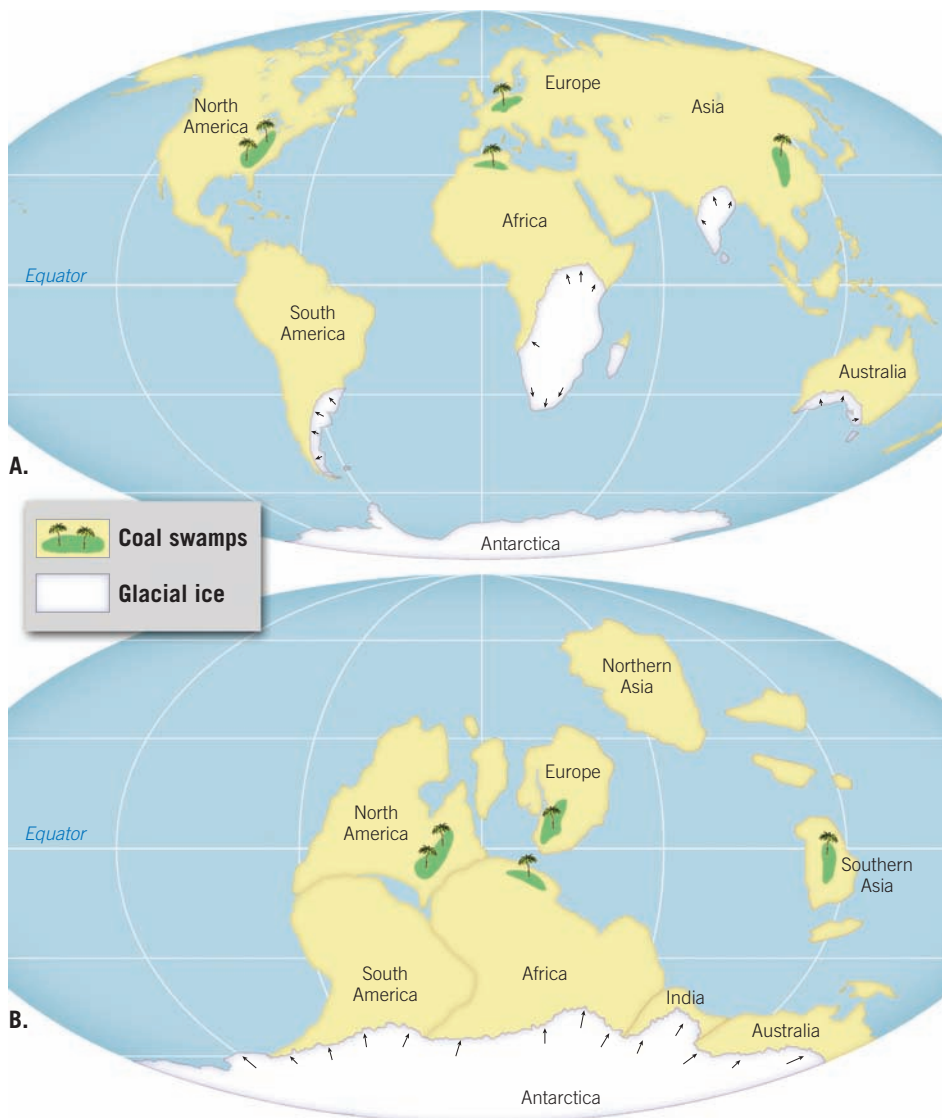 North
America
Europe
Asia
Africa
Equator
South
America
Australia
A.
Antarctica
Coal swamps
Glacial ice
Northern
Asia
Europe
North
America
Equator
Southern
Asia
South
America
Africa
India
B.
Australia
Antarctica